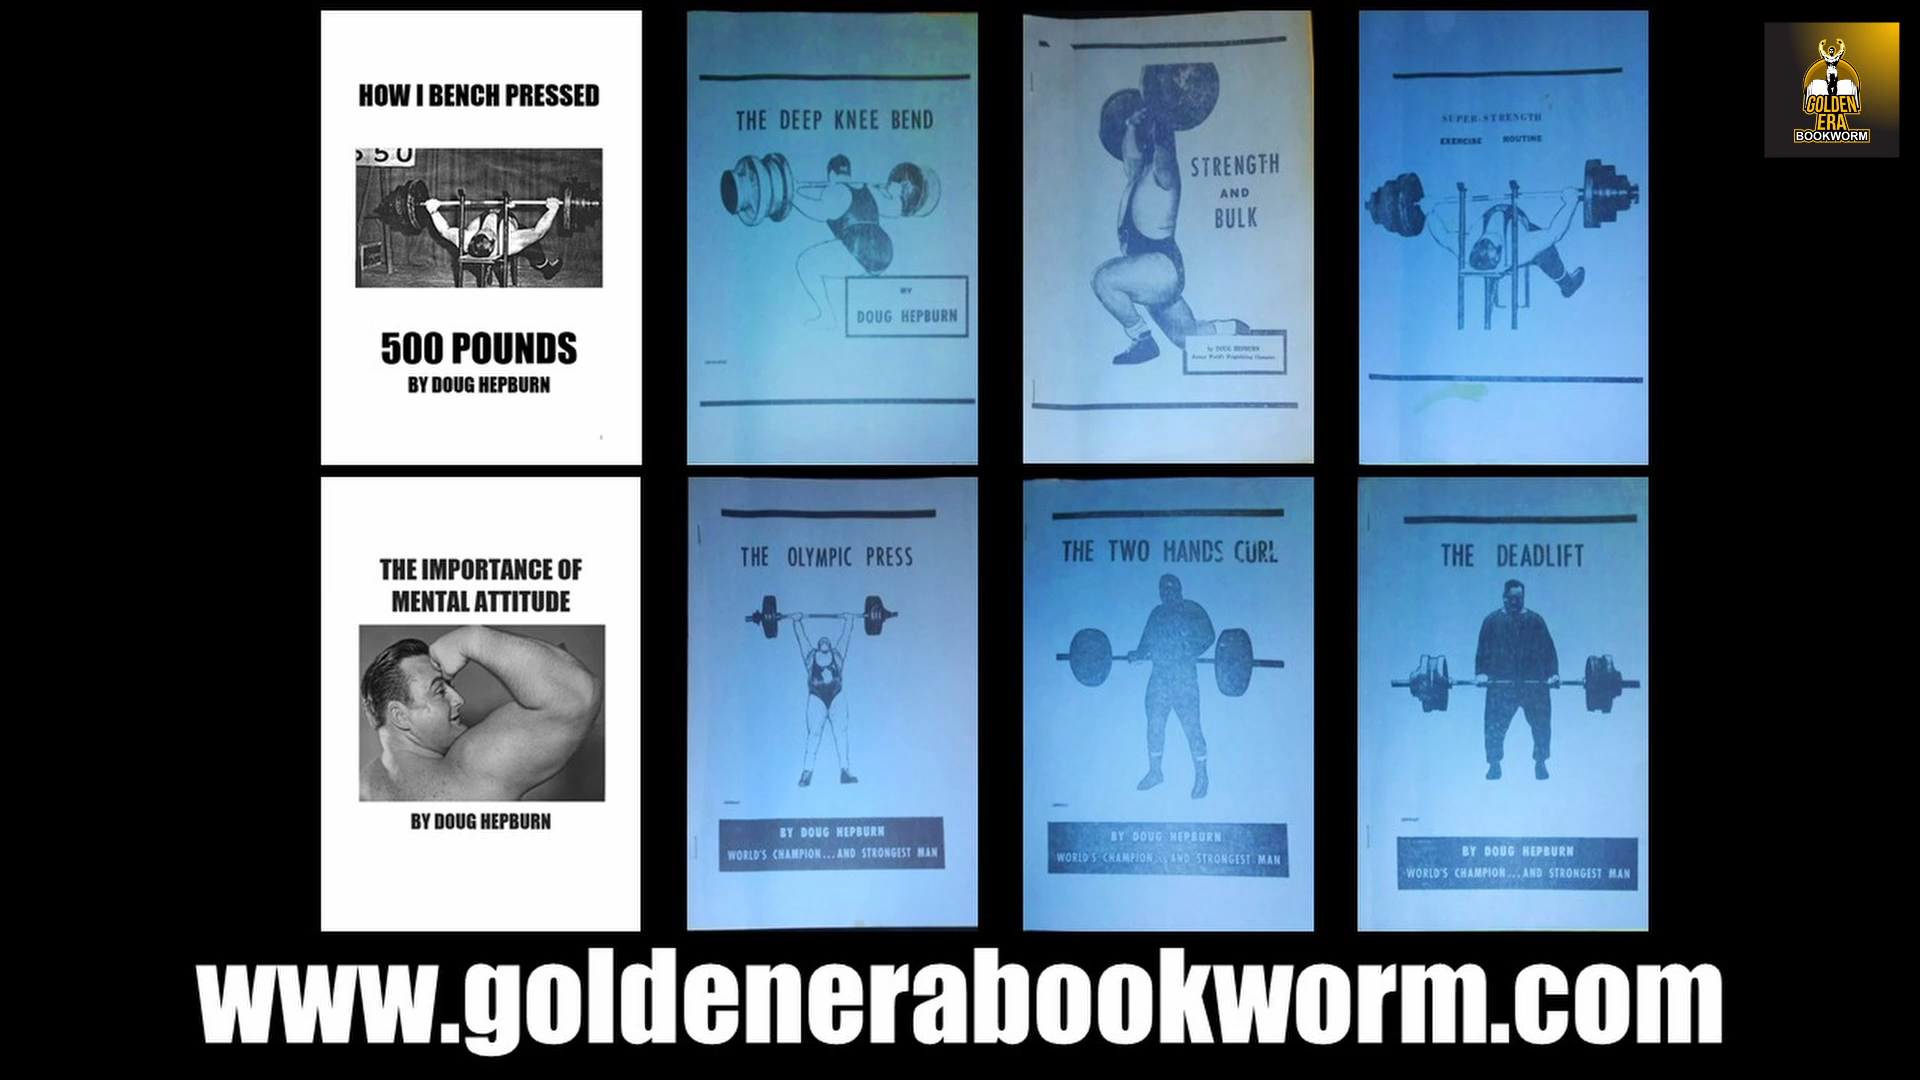 HOW I BENCH PRESSED
550
500 POUNDS
BY DOUG HEPBURN
THE DEEP KNEE BEND
BY
DOUG HEPBURN
STRENGTH
AND
BULK
by DOUG HEPBURN
SUPER-STRENGTH
EXERCISE ROUTINE
GOLDEN
ERA
BOOKWORM
THE IMPORTANCE OF
MENTAL ATTITUDE
BY DOUG HEPBURN
THE OLYMPIC PRESS
BY DOUG HEPBURN
WORLD'S CHAMPION...AND STRONGEST MAN
THE TWO HANDS CURL
BY DOUG HEPBURN
WORLD'S CHAMPION...AND STRONGEST MAN
THE DEADLIFT
BY DOUG HEPBURN
WORLD'S CHAMPION...AND STRONGEST MAN
www.goldenerabookworm.com